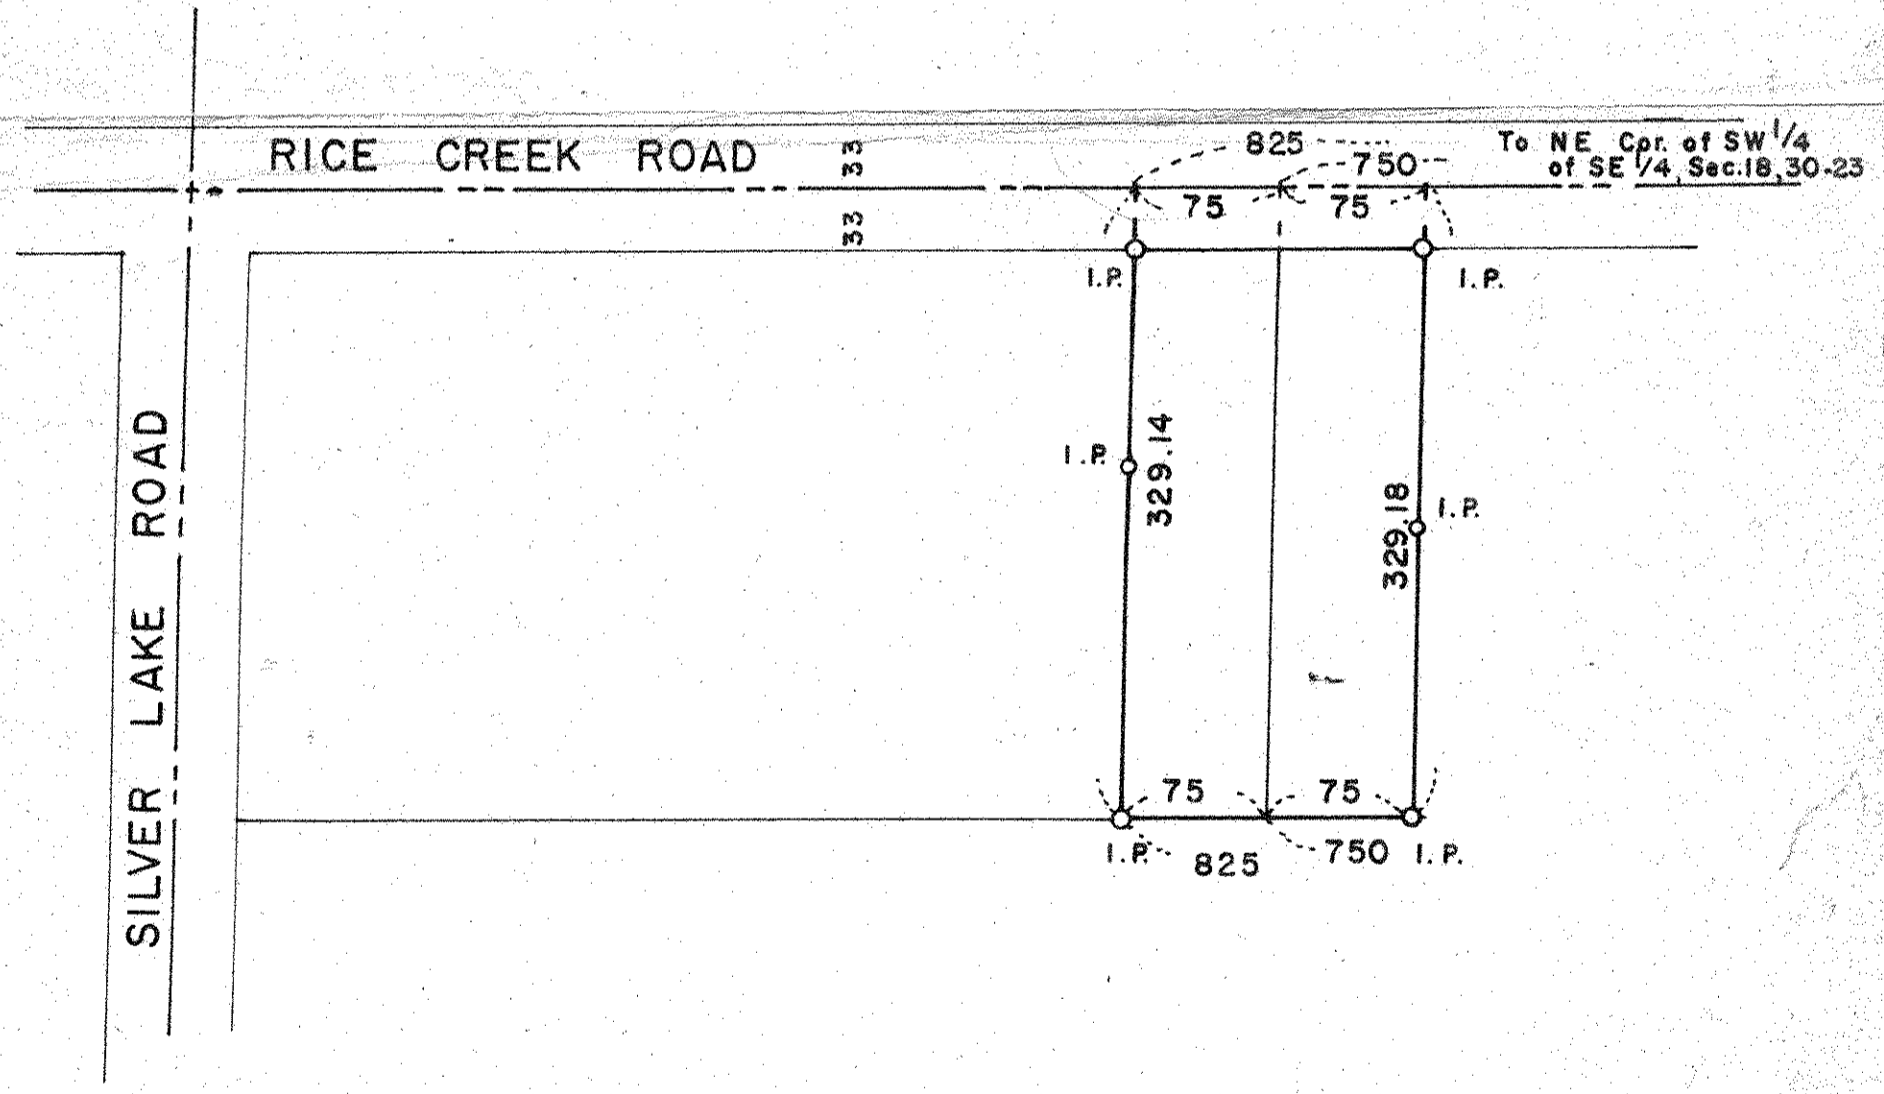 825
To NE Cor. of SW 1/4
RICE CREEK ROAD
33
750
of SE 1/4, Sec. 18, 30-23
75
75
33
I.P.
I.P.
329.14
I.P.
329.18
I.P.
SILVER LAKE ROAD
75
75
I.P.
825
750
I.P.